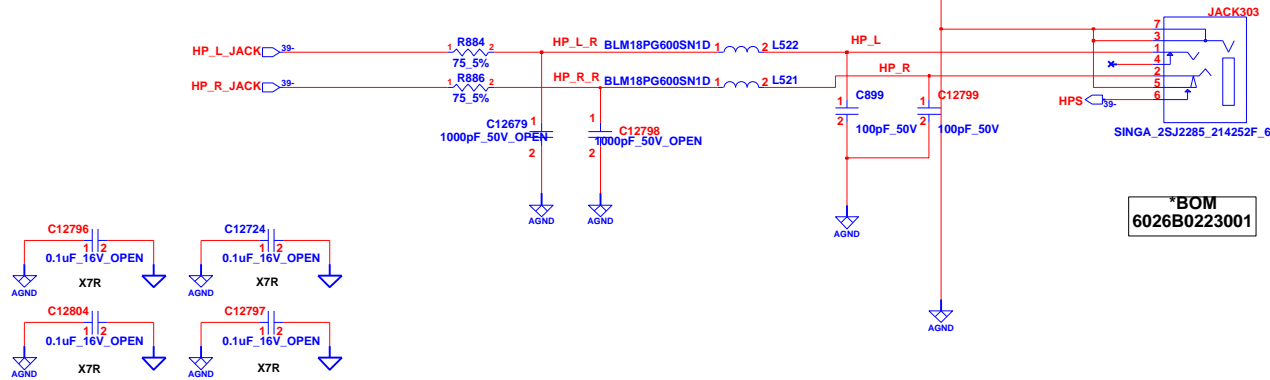 JACK303
HP_L_JACK 39-
1 R884 2
75_5%
HP_L_R
BLM18PG600SN1D 1 2 L522
HP_L
HP_R_JACK 39-
1 R886 2
75_5%
HP_R_R
BLM18PG600SN1D 1 2 L521
HP_R
7
3
1
4
2
5
6
HPS 39-
SINGA_2SJ2285_214252F_6
C12679
1
2
1000pF_50V_OPEN
C12798
1
2
1000pF_50V_OPEN
C899
1
2
100pF_50V
C12799
1
2
100pF_50V
AGND
AGND
AGND
AGND
*BOM
6026B0223001
C12796
1 2
0.1uF_16V_OPEN
X7R
AGND
C12724
1 2
0.1uF_16V_OPEN
X7R
AGND
C12804
1 2
0.1uF_16V_OPEN
X7R
AGND
C12797
1 2
0.1uF_16V_OPEN
X7R
AGND